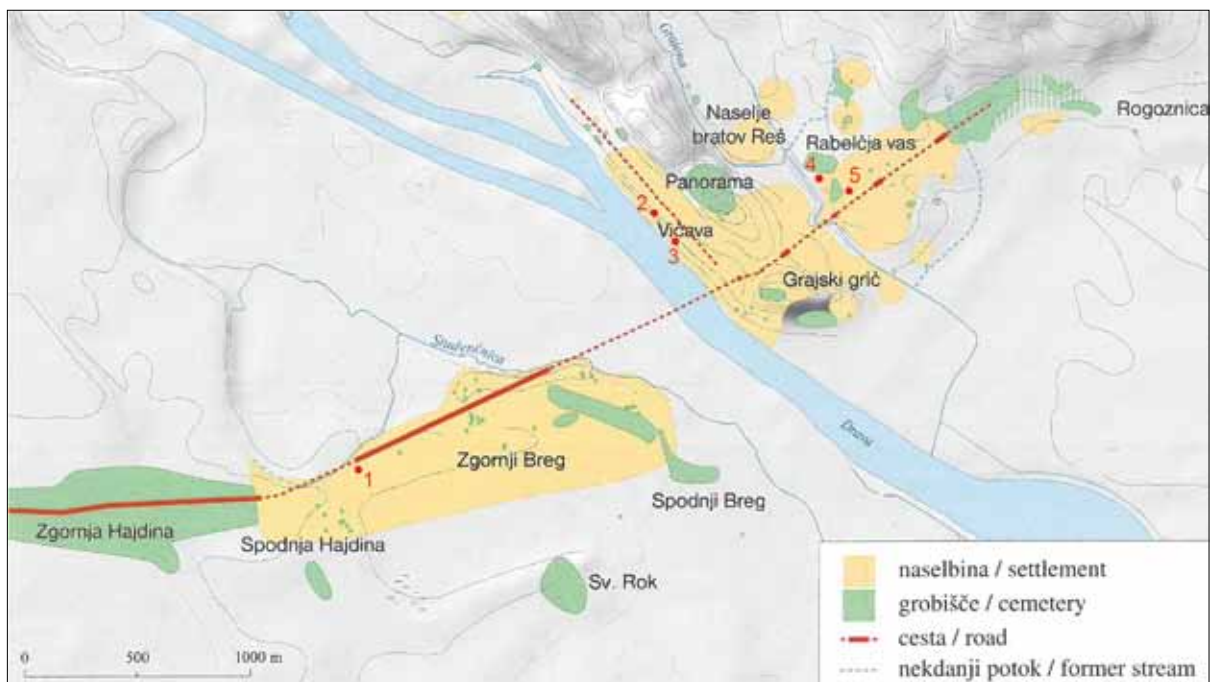 Grajena
Naselje
bratov Reš
Rabelčja vas
Rogoznica
4
5
Panorama
2
Vičava
3
Grajski grič
Studenčnica
Drava
Zgornji Breg
1
Spodnji Breg
Zgornja Hajdina
Spodnja Hajdina
Sv. Rok
naselbina / settlement
grobišče / cemetery
cesta / road
nekdanji potok / former stream
0 500 1000 m